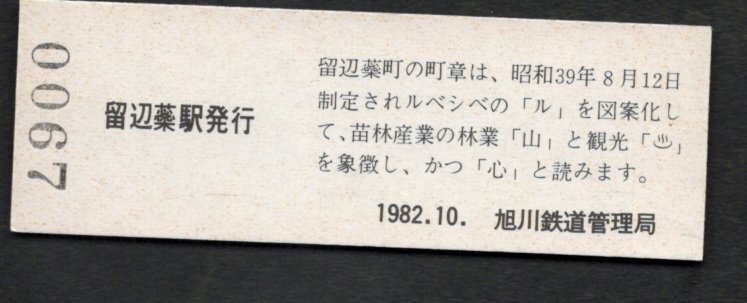 0067
留辺蘂駅発行
留辺蘂町の町章は、昭和39年8月12日
制定されルベシベの「ル」を図案化し
て、苗林産業の林業「山」と観光「♨」
を象徴し、かつ「心」と読みます。
1982.10. 旭川鉄道管理局